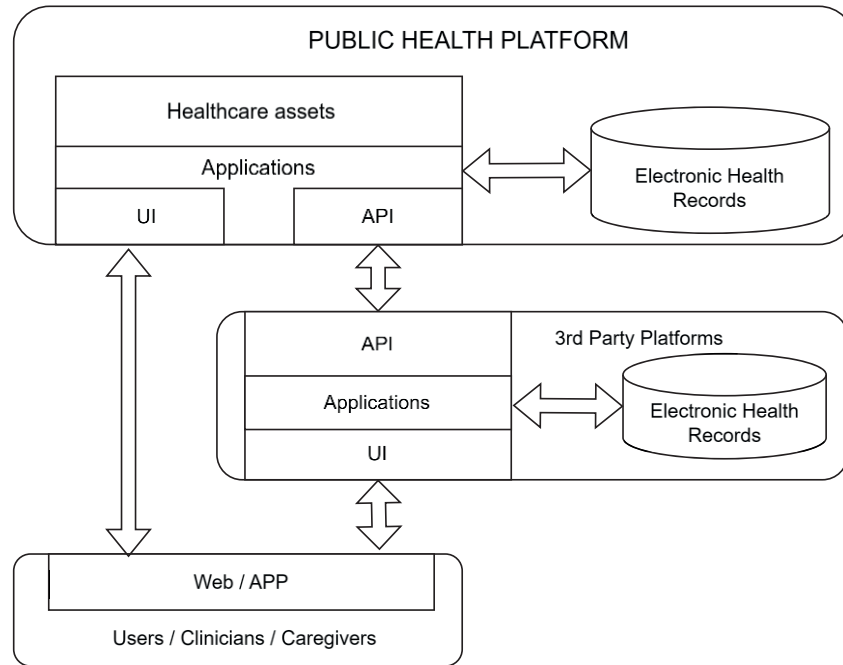 PUBLIC HEALTH PLATFORM
Healthcare assets
Applications
UI
API
Electronic Health
Records
API
3rd Party Platforms
Applications
Electronic Health
Records
UI
Web / APP
Users / Clinicians / Caregivers